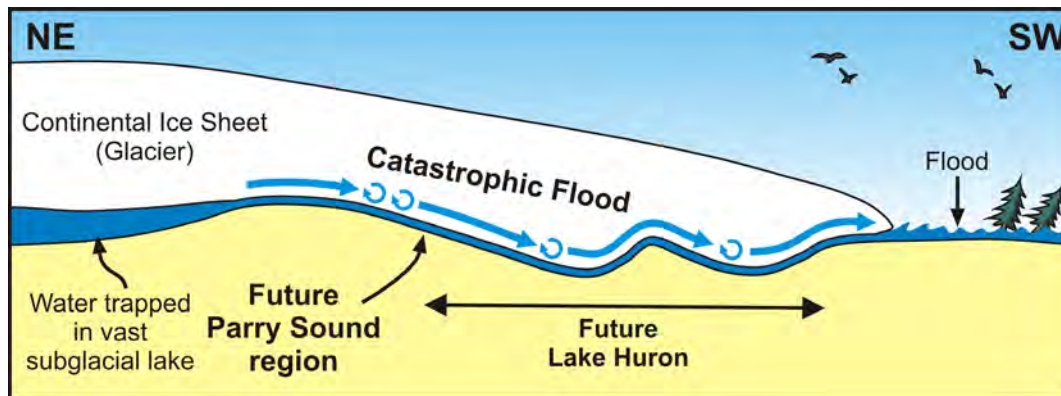 NE
SW
Continental Ice Sheet
(Glacier)
Catastrophic Flood
Flood
Water trapped
in vast
subglacial lake
Future
Parry Sound
region
Future
Lake Huron